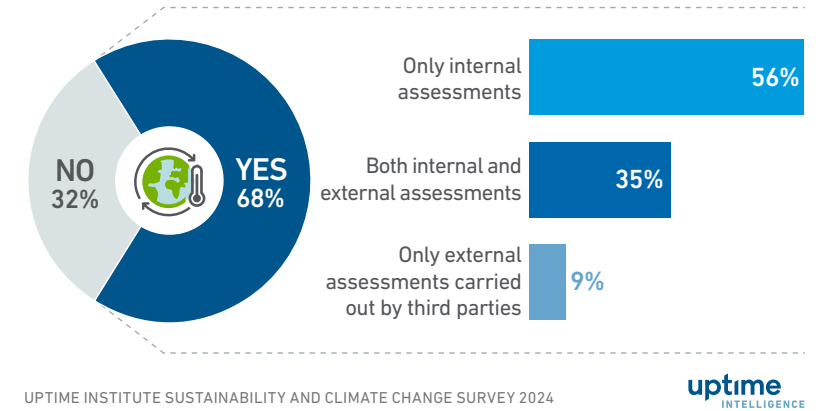 NO
32%
YES
68%
Only internal
assessments
56%
Both internal and
external assessments
35%
Only external
assessments carried
out by third parties
9%
UPTIME INSTITUTE SUSTAINABILITY AND CLIMATE CHANGE SURVEY 2024
uptime
INTELLIGENCE